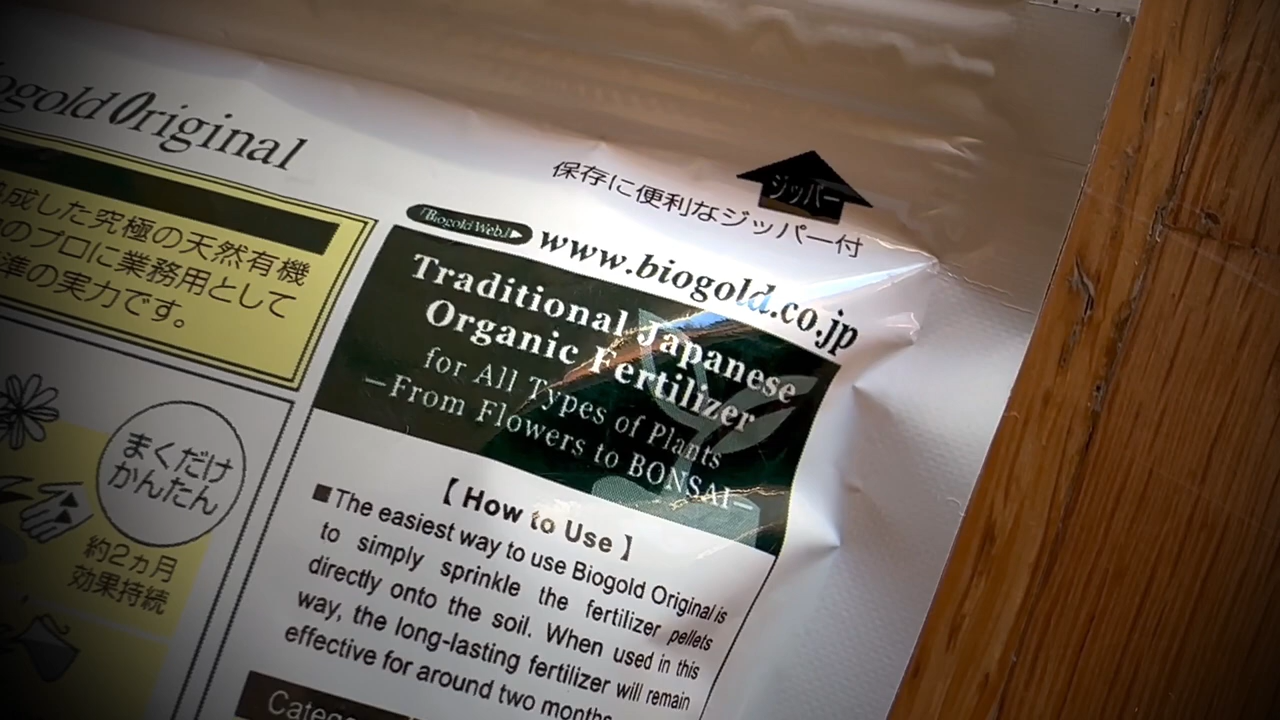 Original
保存に便利なジッパー付
ジッパー
成した究極の天然有機
のプロに業務用として
準の実力です。
「Biogold Web」▶ www.biogold.co.jp
Traditional Japanese
Organic Fertilizer
for All Types of Plants
—From Flowers to BONSAI—
まくだけ
かんたん
約2ヵ月
効果持続
【 How to Use 】
■The easiest way to use Biogold Original is
to simply sprinkle the fertilizer pellets
directly onto the soil. When used in this
way, the long-lasting fertilizer will remain
effective for around two months